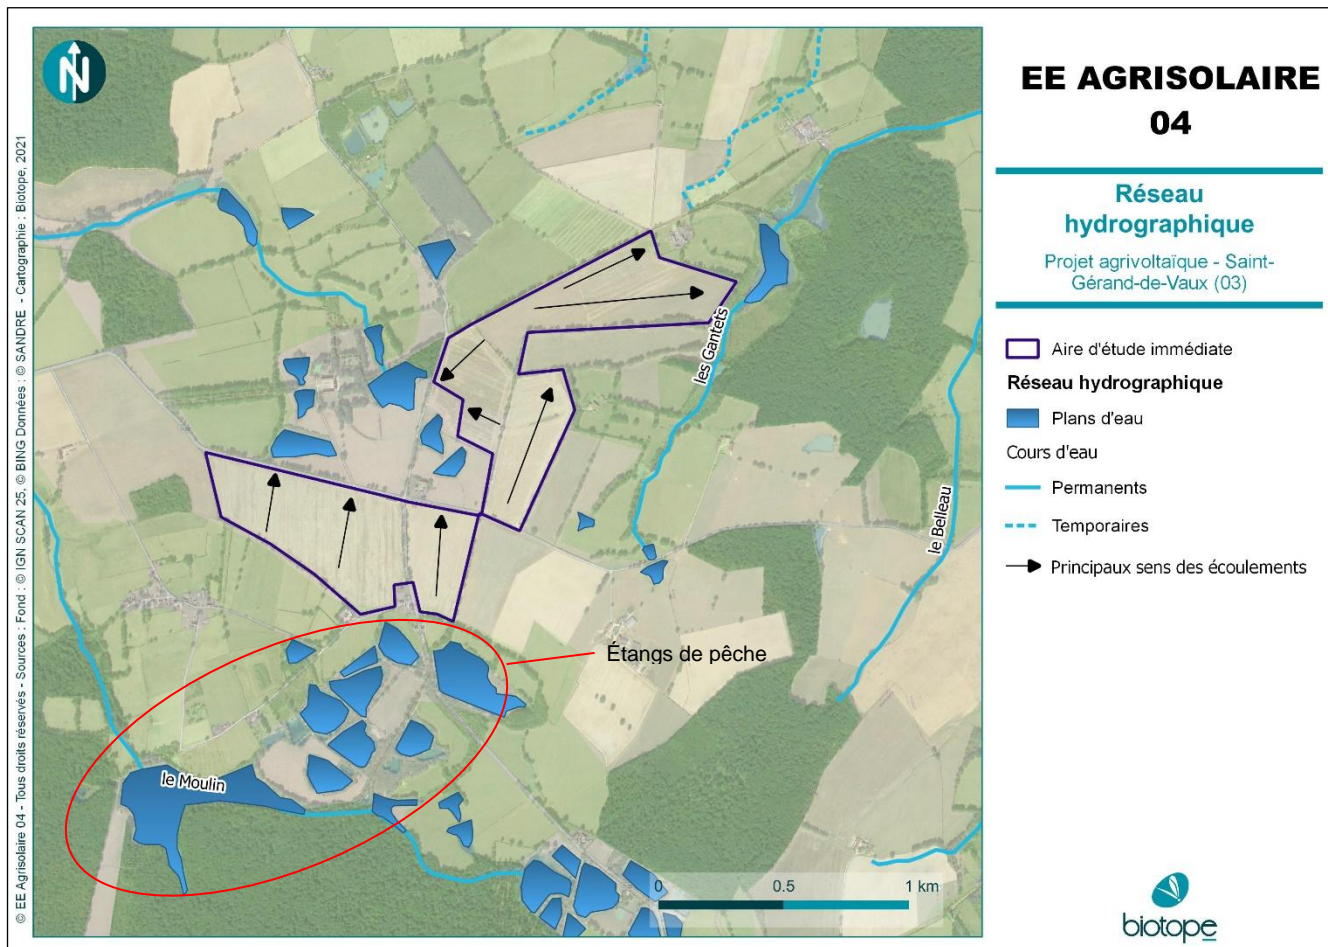 EE AGRISOLAIRE
04
Réseau
hydrographique
Projet agrivoltaïque - Saint-
Gérand-de-Vaux (03)
Aire d'étude immédiate
Réseau hydrographique
Plans d'eau
Cours d'eau
Permanents
Temporaires
Principaux sens des écoulements
N
les Gantets
le Belleau
Étangs de pêche
le Moulin
0 0.5 1 km
© EE Agrisolaire 04 - Tous droits réservés - Sources : Fond : © IGN SCAN 25, © BING Données : © SANDRE - Cartographie : Biotope, 2021
biotope